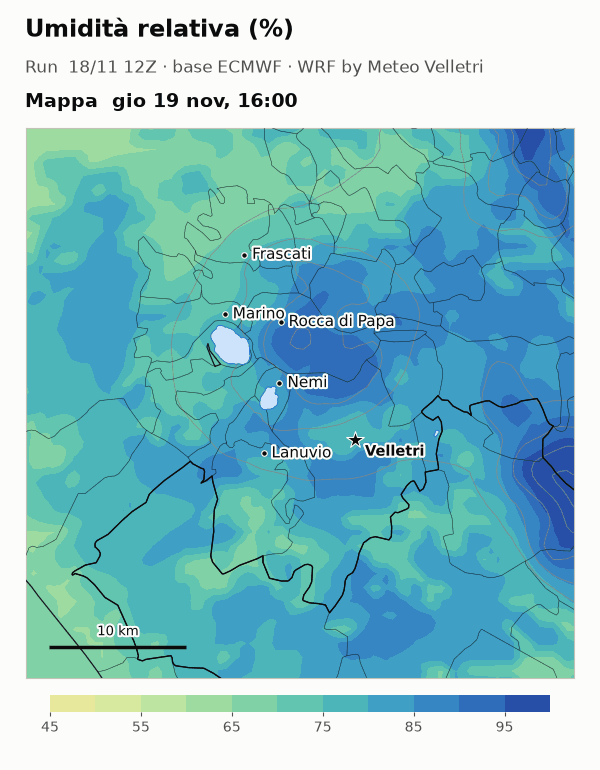 Umidità relativa (%)
Run  18/11 12Z · base ECMWF · WRF by Meteo Velletri
Mappa  gio 19 nov, 16:00
Frascati
Marino
Rocca di Papa
Nemi
Velletri
Lanuvio
10 km
45 55 65 75 85 95